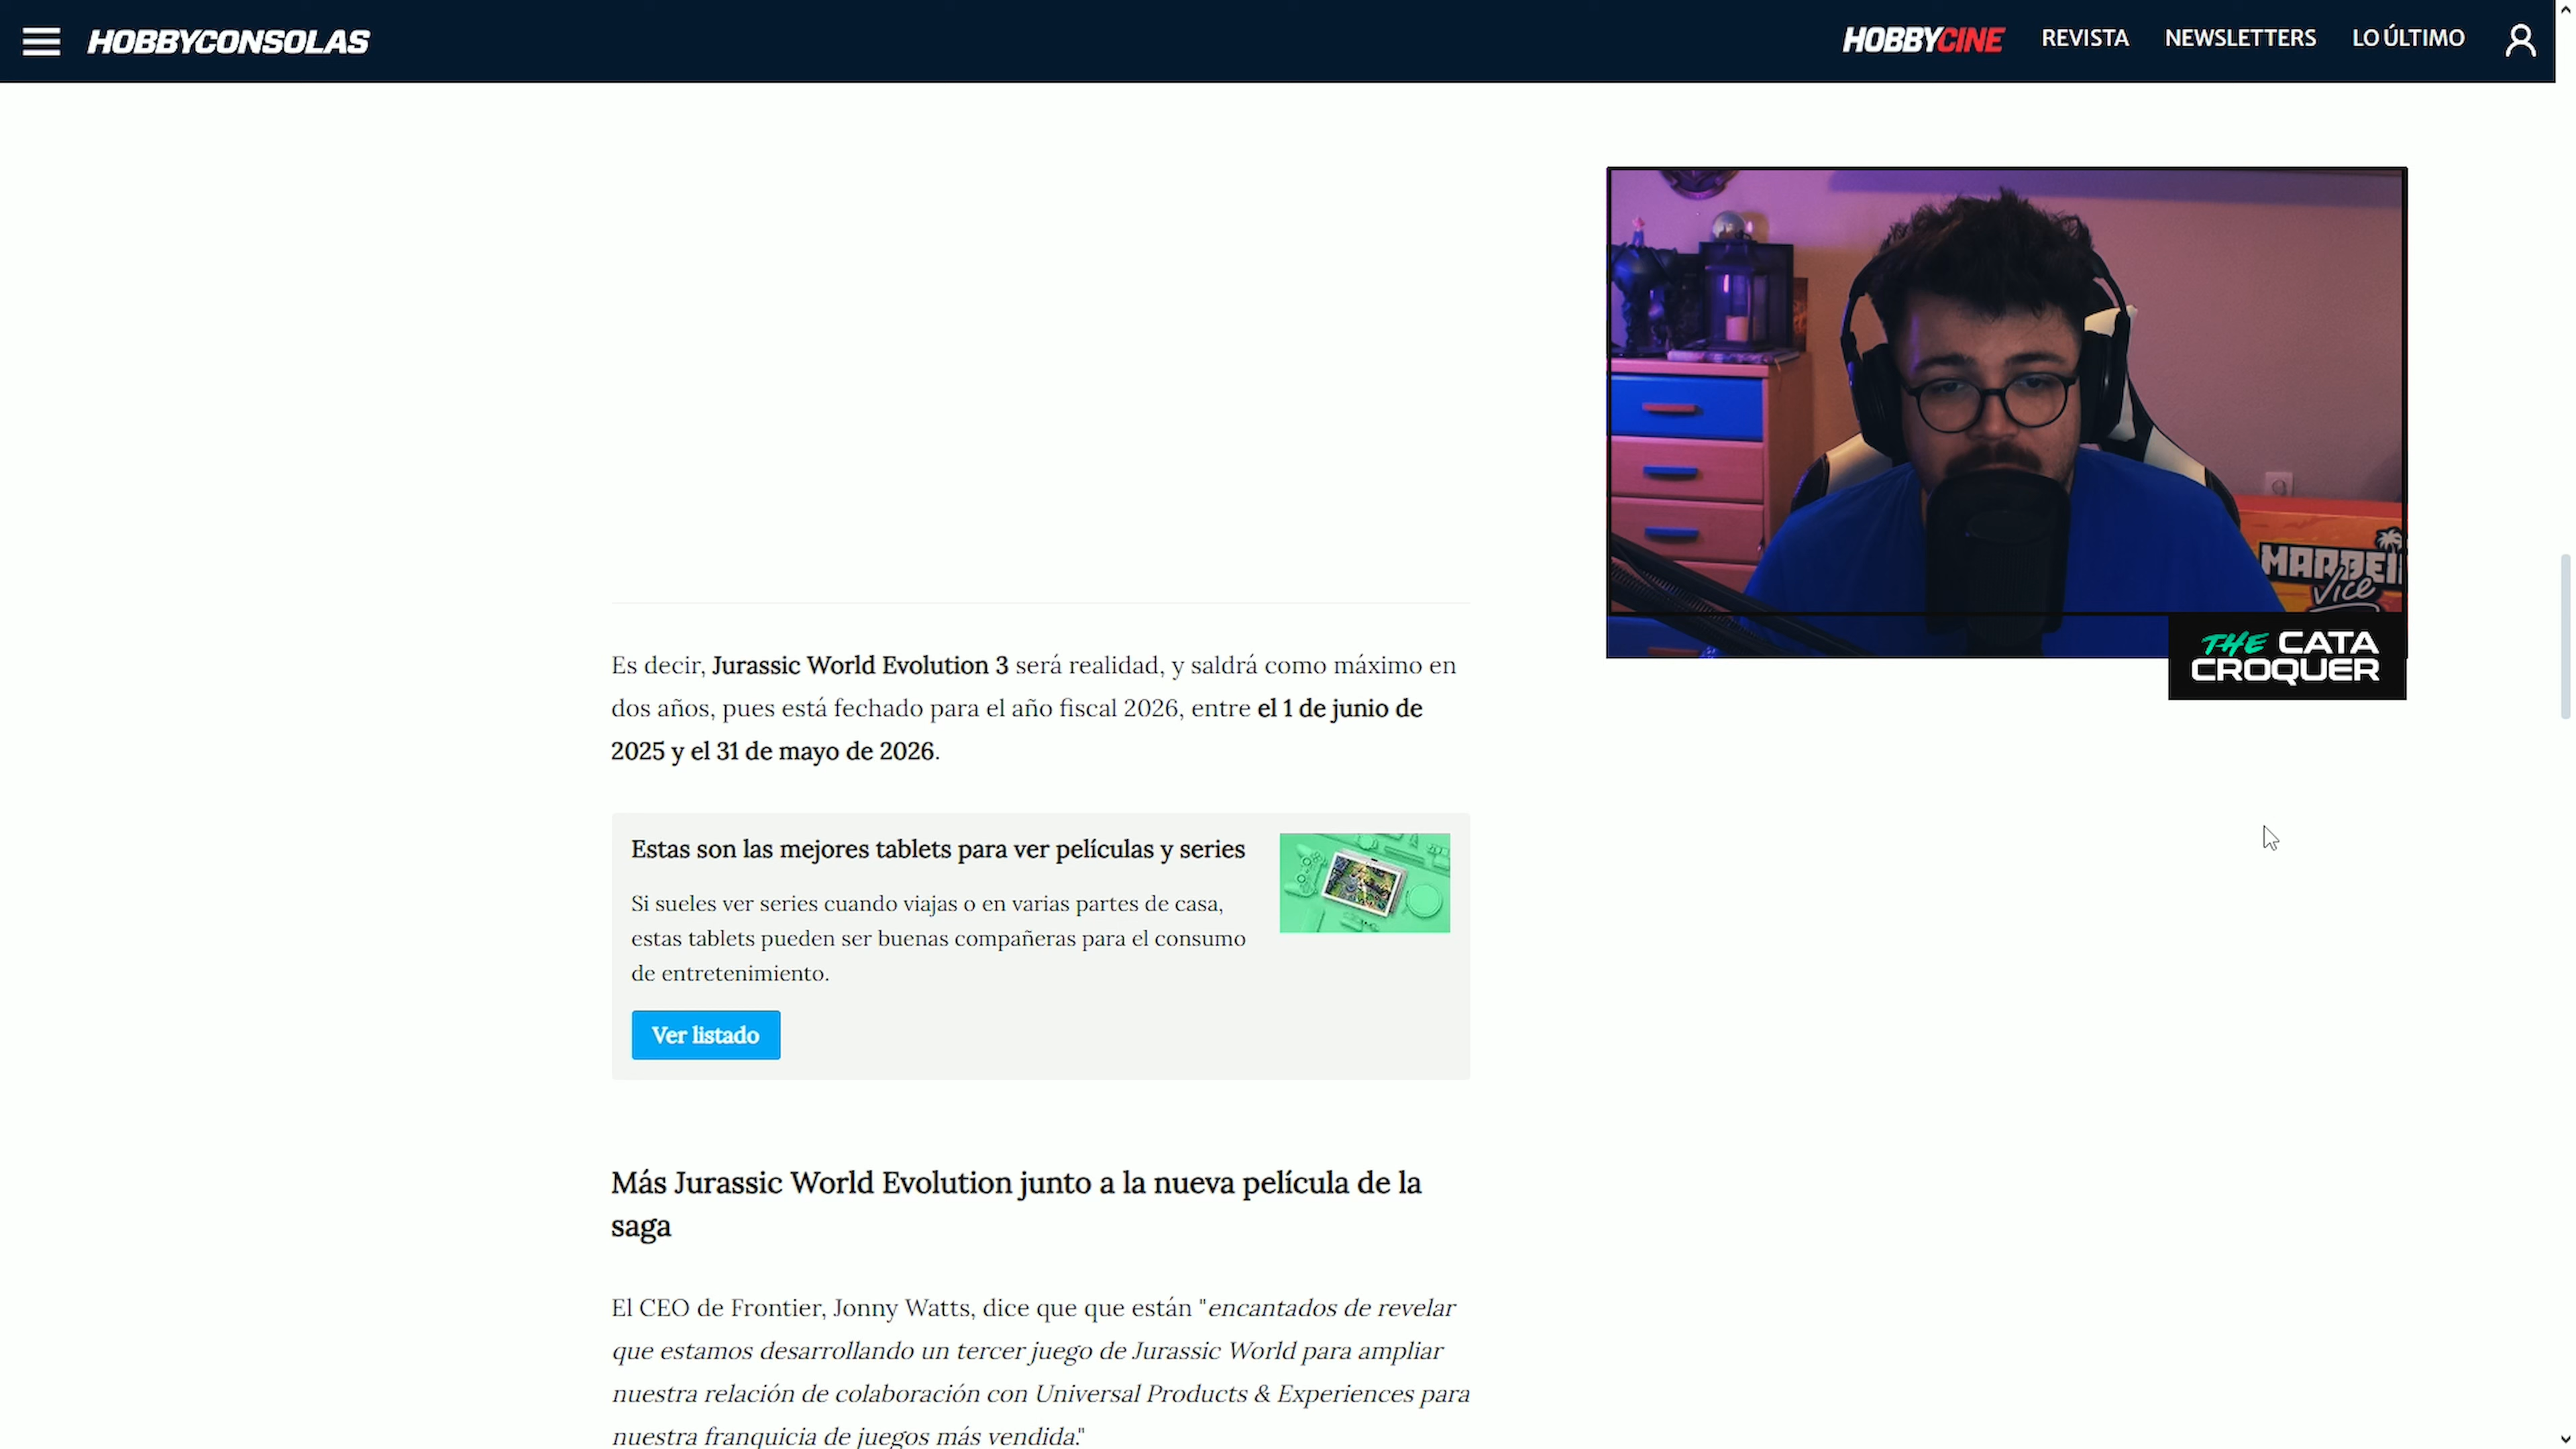 HOBBYCONSOLAS
HOBBYCINE
REVISTA
NEWSLETTERS
LO ÚLTIMO
MARBELL
Vice
THE CATA
CROQUER
Es decir, Jurassic World Evolution 3 será realidad, y saldrá como máximo en
dos años, pues está fechado para el año fiscal 2026, entre el 1 de junio de
2025 y el 31 de mayo de 2026.
Estas son las mejores tablets para ver películas y series
Si sueles ver series cuando viajas o en varias partes de casa,
estas tablets pueden ser buenas compañeras para el consumo
de entretenimiento.
Ver listado
Más Jurassic World Evolution junto a la nueva película de la
saga
El CEO de Frontier, Jonny Watts, dice que que están "encantados de revelar
que estamos desarrollando un tercer juego de Jurassic World para ampliar
nuestra relación de colaboración con Universal Products & Experiences para
nuestra franquicia de juegos más vendida."